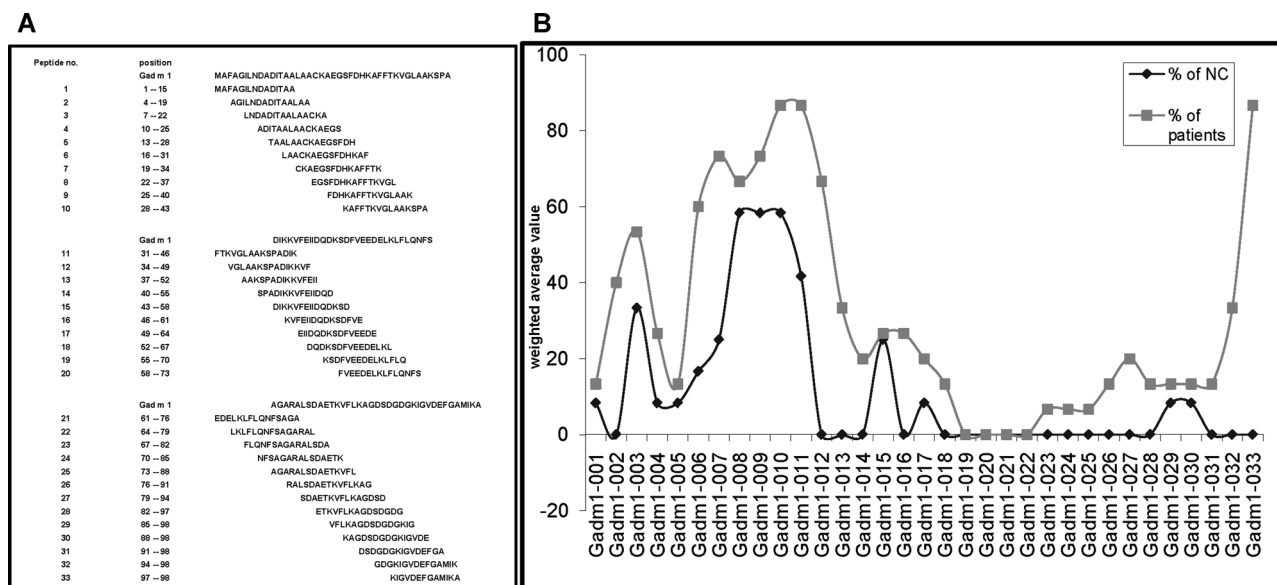 A
Peptide no. position
Gad m 1 MAFAGILNDADITAALAACKAEGSFDHKAFFTKVGLAAKSPA
1 1 -- 15 MAFAGILNDADITAA
2 4 -- 19 AGILNDADITAALAA
3 7 -- 22 LNDADITAALAACKA
4 10 -- 25 ADITAALAACKAEGS
5 13 -- 28 TAALAACKAEGSFDH
6 16 -- 31 LAACKAEGSFDHKAF
7 19 -- 34 CKAEGSFDHKAFFTK
8 22 -- 37 EGSFDHKAFFTKVGL
9 25 -- 40 FDHKAFFTKVGLAAK
10 28 -- 43 KAFFTKVGLAAKSPA
Gad m 1 DIKKVFEIIDQDKSDFVEEDELKLFLQNFS
11 31 -- 46 FTKVGLAAKSPADIK
12 34 -- 49 VGLAAKSPADIKKVF
13 37 -- 52 AAKSPADIKKVFEII
14 40 -- 55 SPADIKKVFEIIDQD
15 43 -- 58 DIKKVFEIIDQDKSD
16 46 -- 61 KVFEIIDQDKSDFVE
17 49 -- 64 EIIDQDKSDFVEEDE
18 52 -- 67 DQDKSDFVEEDELKL
19 55 -- 70 KSDFVEEDELKLFLQ
20 58 -- 73 FVEEDELKLFLQNFS
Gad m 1 AGARALSDAETKVFLKAGDSDGDGKIGVDEFGAMIKA
21 61 -- 76 EDELKLFLQNFSAGA
22 64 -- 79 LKLFLQNFSAGARAL
23 67 -- 82 FLQNFSAGARALSDA
24 70 -- 85 NFSAGARALSDAETK
25 73 -- 88 AGARALSDAETKVFL
26 76 -- 91 RALSDAETKVFLKAG
27 79 -- 94 SDAETKVFLKAGDSD
28 82 -- 97 ETKVFLKAGDSDGDG
29 85 -- 98 VFLKAGDSDGDGKIG
30 88 -- 98 KAGDSDGDGKIGVDE
31 91 -- 98 DSDGDGKIGVDEFGA
32 94 -- 98 GDGKIGVDEFGAMIK
33 97 -- 98 KIGVDEFGAMIKA
B
weighted average value
100
80
60
40
20
0
-20
% of NC
% of
patients
Gadm1-001
Gadm1-002
Gadm1-003
Gadm1-004
Gadm1-005
Gadm1-006
Gadm1-007
Gadm1-008
Gadm1-009
Gadm1-010
Gadm1-011
Gadm1-012
Gadm1-013
Gadm1-014
Gadm1-015
Gadm1-016
Gadm1-017
Gadm1-018
Gadm1-019
Gadm1-020
Gadm1-021
Gadm1-022
Gadm1-023
Gadm1-024
Gadm1-025
Gadm1-026
Gadm1-027
Gadm1-028
Gadm1-029
Gadm1-030
Gadm1-031
Gadm1-032
Gadm1-033